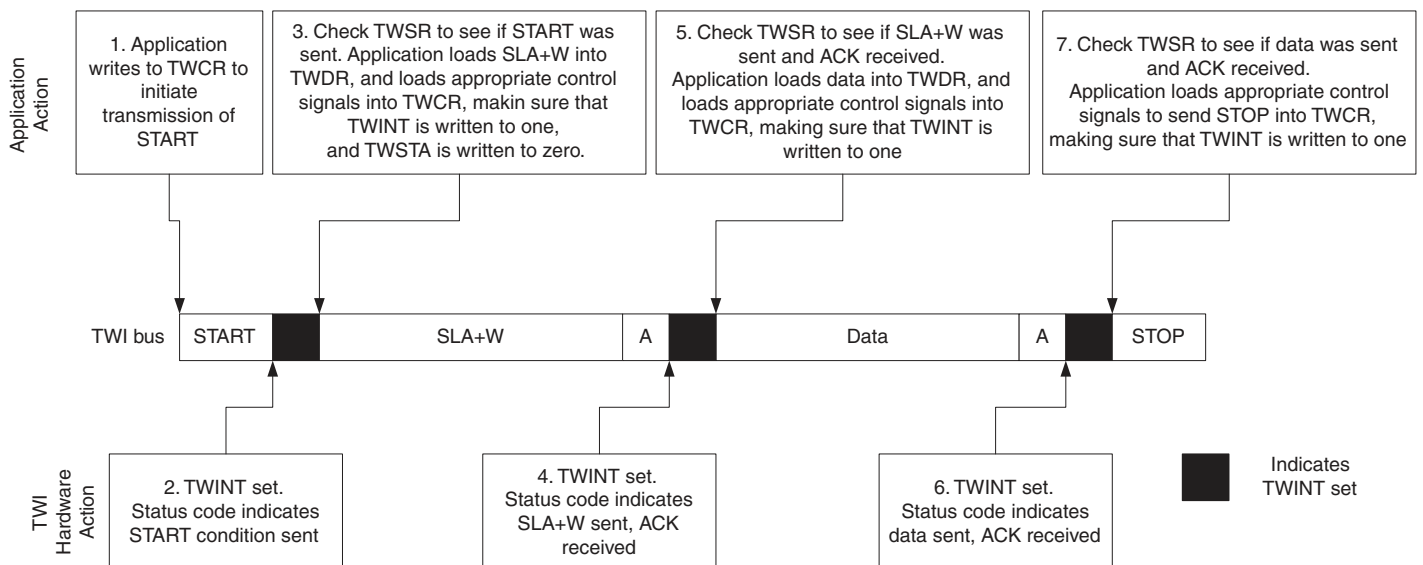 Application
Action
1. Application
writes to TWCR to
initiate
transmission of
START
3. Check TWSR to see if START was
sent. Application loads SLA+W into
TWDR, and loads appropriate control
signals into TWCR, makin sure that
TWINT is written to one,
and TWSTA is written to zero.
5. Check TWSR to see if SLA+W was
sent and ACK received.
Application loads data into TWDR, and
loads appropriate control signals into
TWCR, making sure that TWINT is
written to one
7. Check TWSR to see if data was sent
and ACK received.
Application loads appropriate control
signals to send STOP into TWCR,
making sure that TWINT is written to one
TWI bus
START
SLA+W
A
Data
A
STOP
TWI
Hardware
Action
2. TWINT set.
Status code indicates
START condition sent
4. TWINT set.
Status code indicates
SLA+W sent, ACK
received
6. TWINT set.
Status code indicates
data sent, ACK received
Indicates
TWINT set